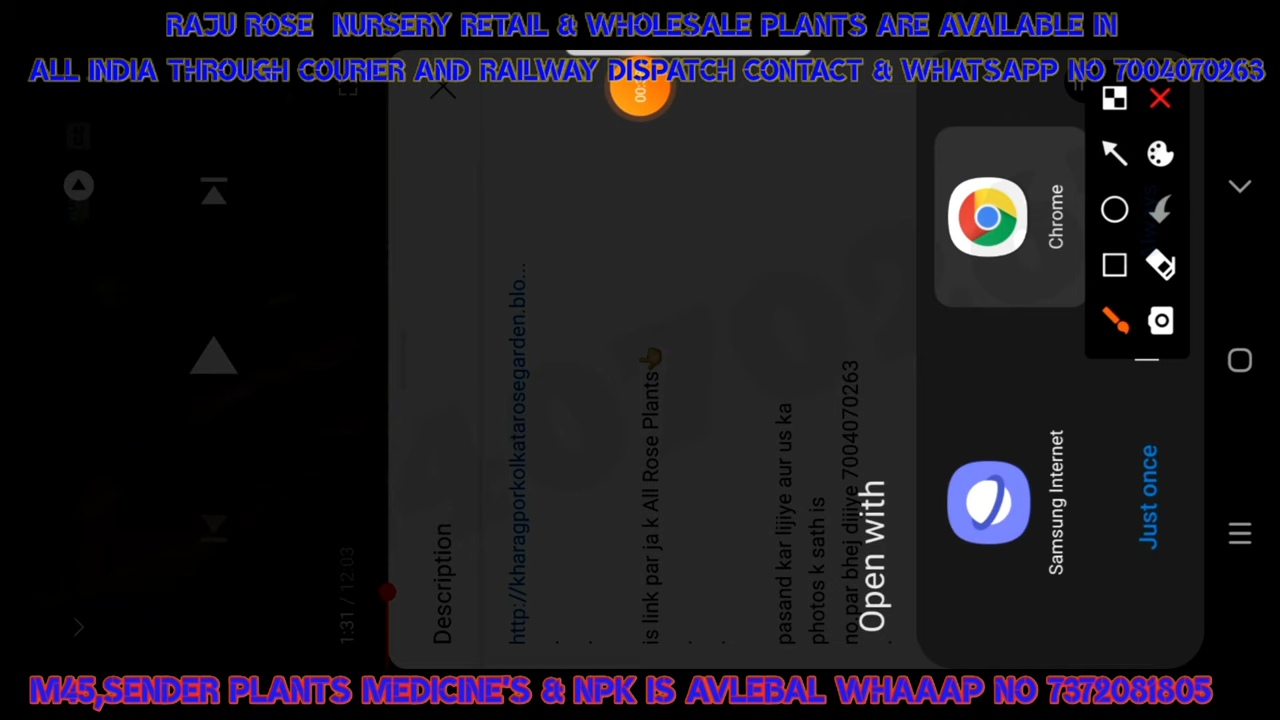 RAJU ROSE NURSERY RETAIL & WHOLESALE PLANTS ARE AVAILABLE IN
ALL INDIA THROUGH COURIER AND RAILWAY DISPATCH CONTACT & WHATSAPP NO 7004070263
00:
1:31 / 12:03
Description
http://kharagporkolkatarosegarden.blo...
.
.
is link par ja k All Rose Plants👆
.
.
pasand kar lijiye aur us ka
photos k sath is
no par bhej dijiye 7004070263
.
Open with
Chrome
Samsung Internet
Just once
M45,SENDER PLANTS MEDICINE'S & NPK IS AVLEBAL WHAAAP NO 7372081805